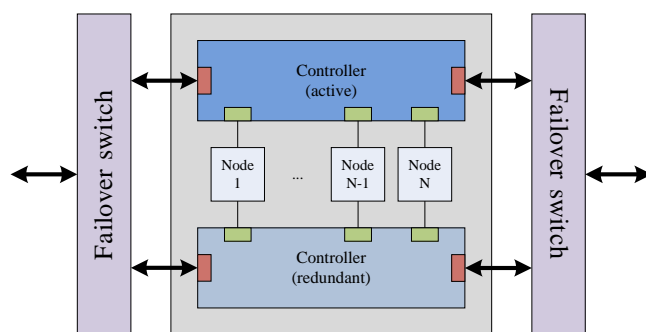 Failover switch
Controller
(active)
Node
1
...
Node
N-1
Node
N
Controller
(redundant)
Failover switch